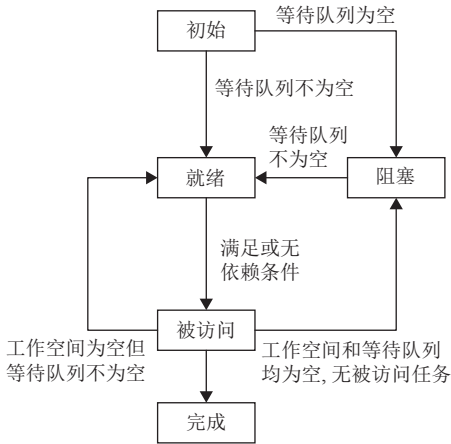 初始
等待队列为空
等待队列不为空
等待队列
不为空
就绪
阻塞
满足或无
依赖条件
被访问
工作空间为空但
等待队列不为空
工作空间和等待队列
均为空, 无被访问任务
完成